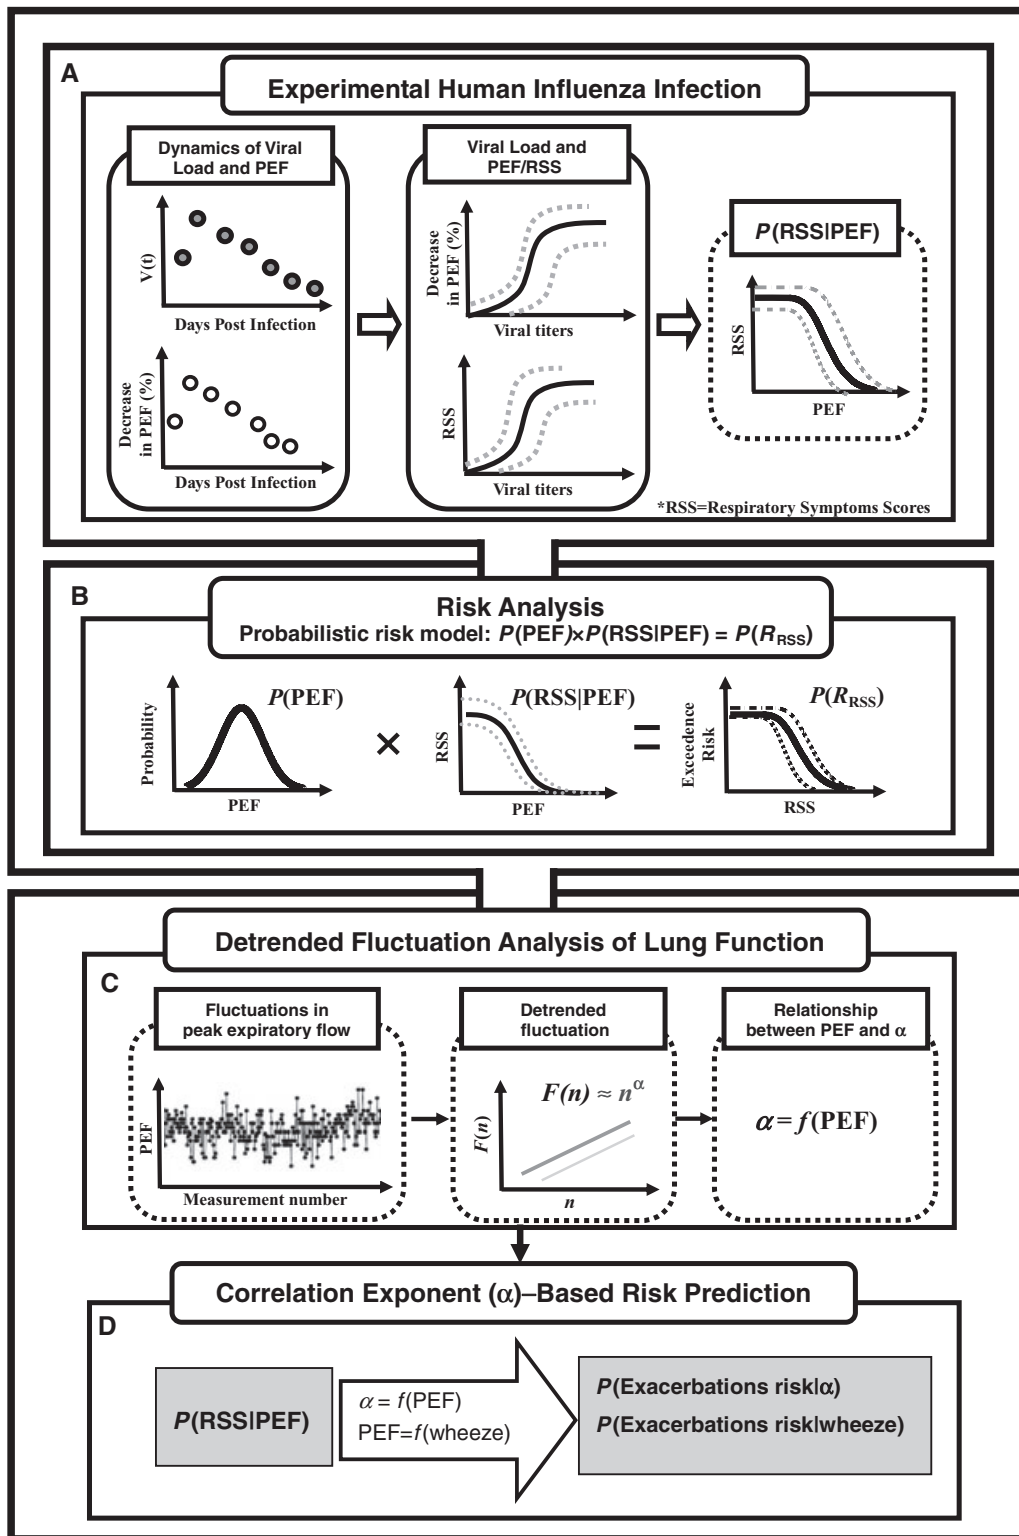 A
Experimental Human Influenza Infection
Dynamics of Viral
Load and PEF
V(t)
Days Post Infection
Decrease
in PEF (%)
Days Post Infection
Viral Load and
PEF/RSS
Decrease
in PEF (%)
Viral titers
RSS
Viral titers
P(RSS|PEF)
RSS
PEF
*RSS=Respiratory Symptoms Scores
B
Risk Analysis
Probabilistic risk model: P(PEF)×P(RSS|PEF) = P(R_RSS)
Probability
P(PEF)
PEF
×
RSS
P(RSS|PEF)
PEF
=
Exceedence
Risk
P(R_RSS)
RSS
Detrended Fluctuation Analysis of Lung Function
C
Fluctuations in
peak expiratory flow
PEF
Measurement number
Detrended
fluctuation
F(n) ≈ n^α
F(n)
n
Relationship
between PEF and α
α = f(PEF)
Correlation Exponent (α)–Based Risk Prediction
D
P(RSS|PEF)
α = f(PEF)
PEF=f(wheeze)
P(Exacerbations risk|α)
P(Exacerbations risk|wheeze)